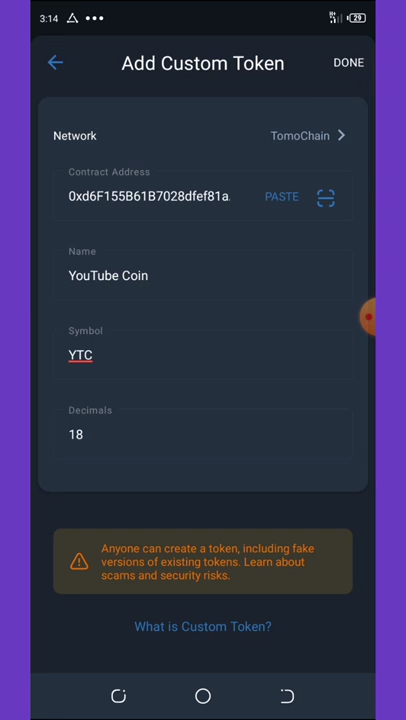 3:14
29
Add Custom Token
DONE
Network
TomoChain
Contract Address
0xd6F155B61B7028dfef81a.
PASTE
Name
YouTube Coin
Symbol
YTC
Decimals
18
Anyone can create a token, including fake
versions of existing tokens. Learn about
scams and security risks.
What is Custom Token?